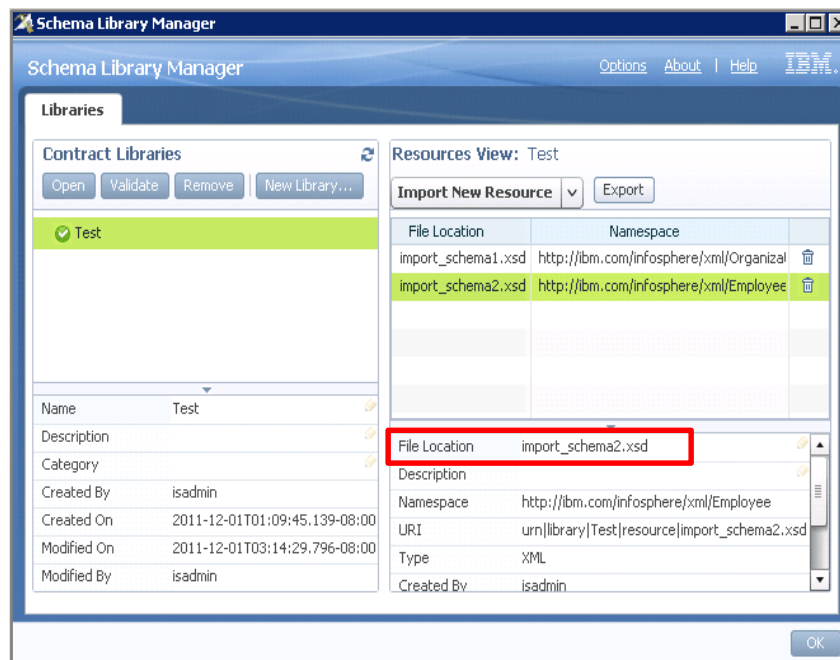 Schema Library Manager
Schema Library Manager
Options About | Help IBM.
Libraries
Contract Libraries
Open Validate Remove New Library...
Test
Name Test
Description
Category
Created By isadmin
Created On 2011-12-01T01:09:45.139-08:00
Modified On 2011-12-01T03:14:29.796-08:00
Modified By isadmin
Resources View: Test
Import New Resource Export
File Location Namespace
import_schema1.xsd http://ibm.com/infosphere/xml/Organizat
import_schema2.xsd http://ibm.com/infosphere/xml/Employee
File Location import_schema2.xsd
Description
Namespace http://ibm.com/infosphere/xml/Employee
URI urn|library|Test|resource|import_schema2.xsd
Type XML
Created By isadmin
OK